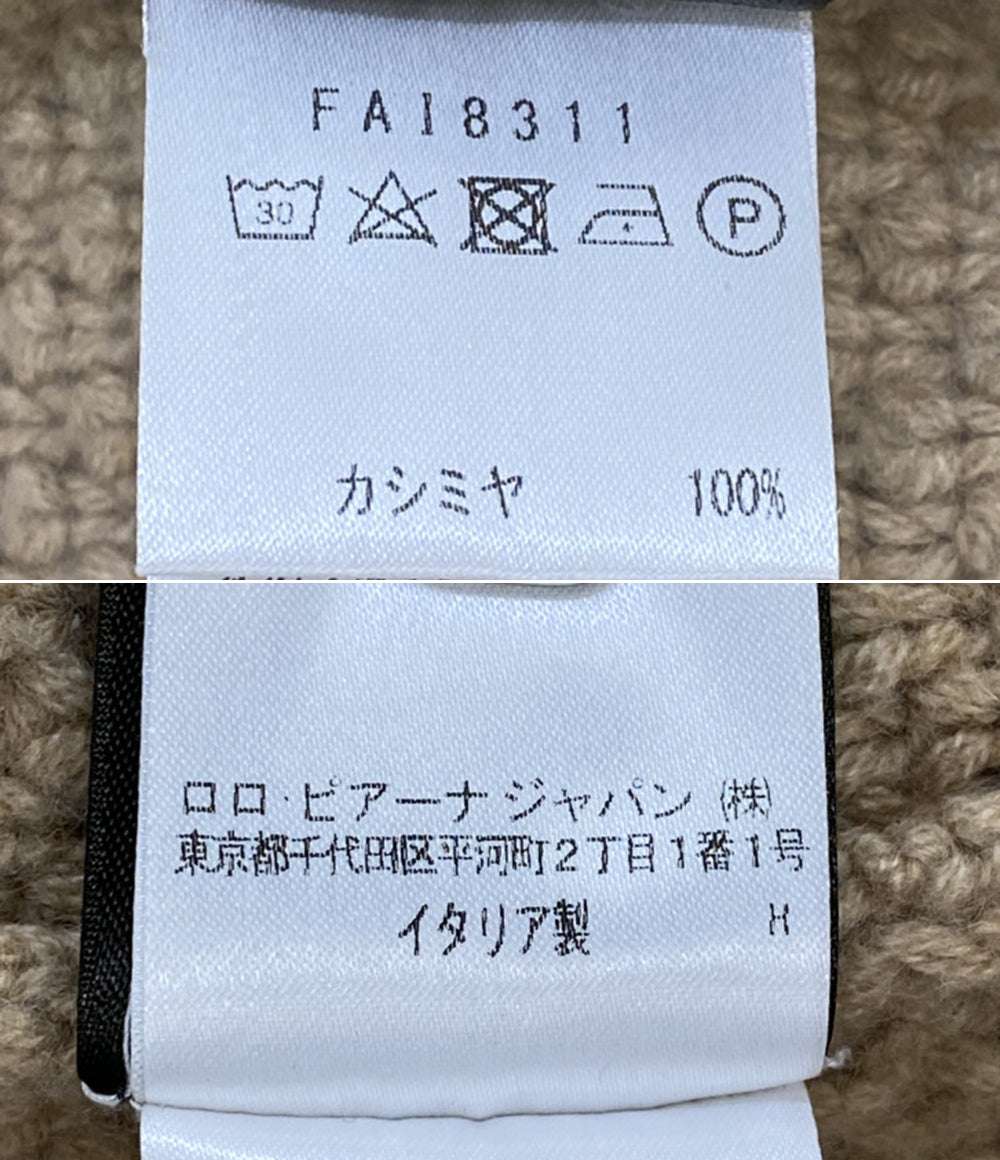 FAI8311
30
P
カシミヤ 100%
ロロ・ピアーナ ジャパン (株)
東京都千代田区平河町2丁目1番1号
イタリア製 H